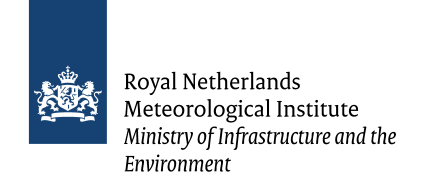 Royal Netherlands
Meteorological Institute
Ministry of Infrastructure and the
Environment